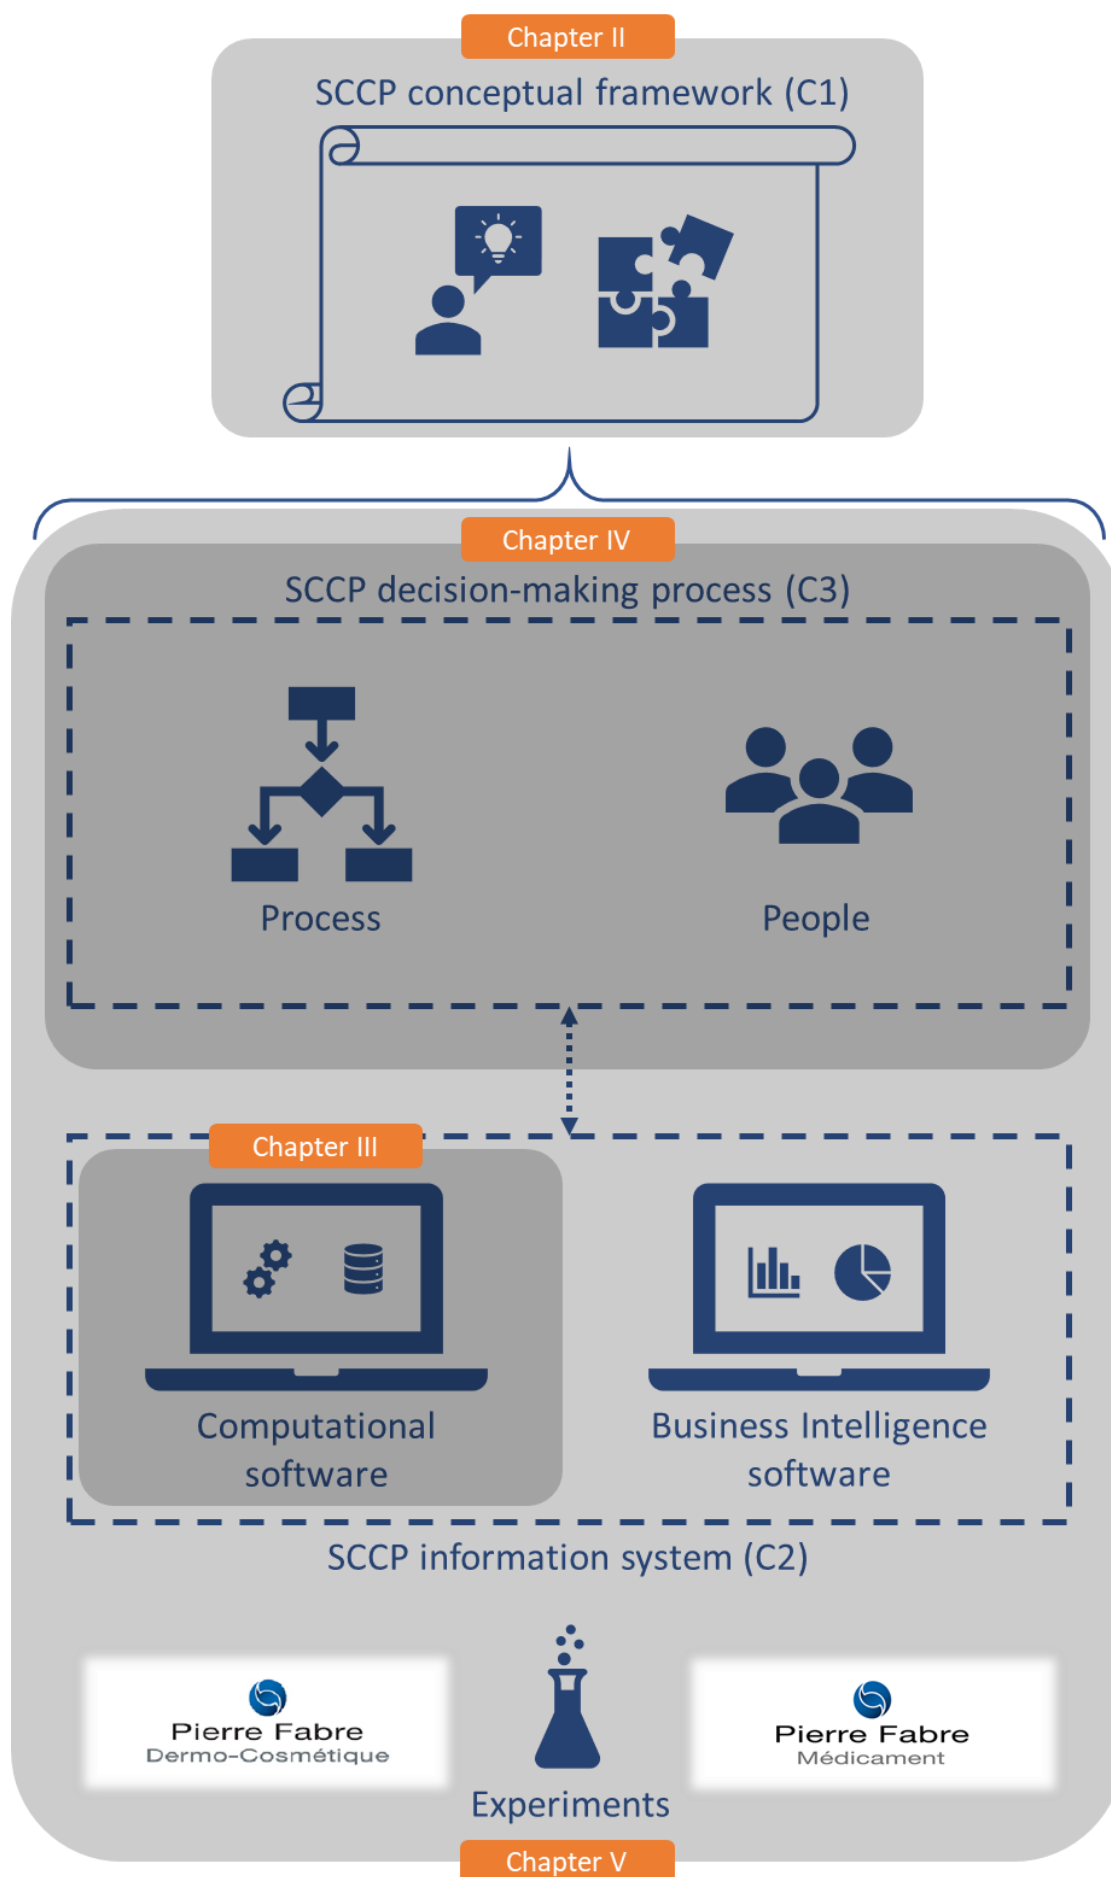 Chapter II
SCCP conceptual framework (C1)
Chapter IV
SCCP decision-making process (C3)
Process
People
Chapter III
Computational
software
Business Intelligence
software
SCCP information system (C2)
Pierre Fabre
Dermo-Cosmétique
Pierre Fabre
Médicament
Experiments
Chapter V